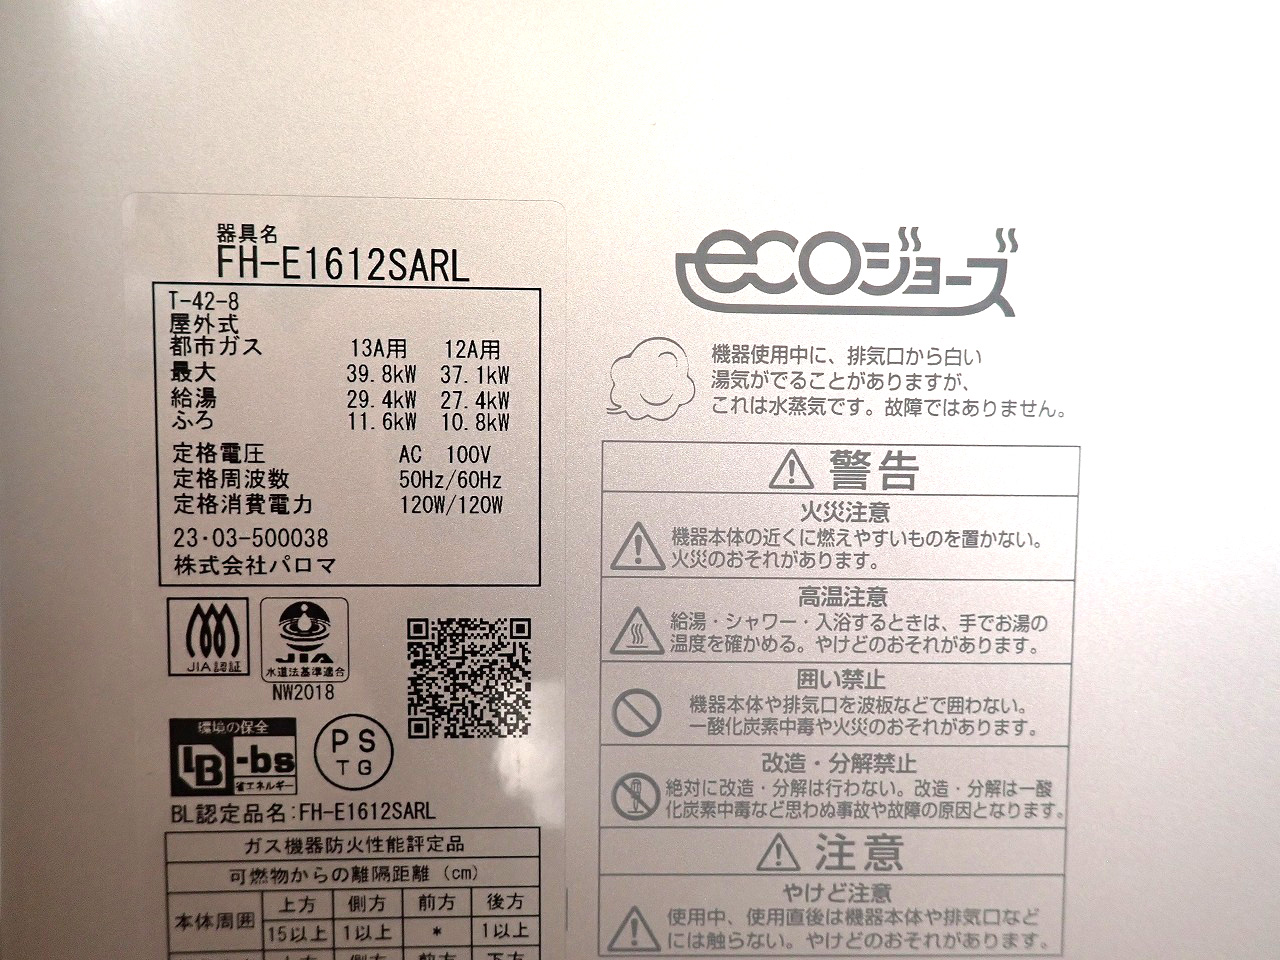 器具名
FH-E1612SARL
T-42-8
屋外式
都市ガス 13A用 12A用
最大 39.8kW 37.1kW
給湯 29.4kW 27.4kW
ふろ 11.6kW 10.8kW
定格電圧 AC 100V
定格周波数 50Hz/60Hz
定格消費電力 120W/120W
23・03-500038
株式会社パロマ
JIA認証
JIA
水道法基準適合
NW2018
環境の保全
BL-bs
省エネルギー
PS
TG
BL認定品名:FH-E1612SARL
ガス機器防火性能評定品
可燃物からの離隔距離(cm)
本体周囲 上方 側方 前方 後方
15以上 1以上 * 1以上
ecoジョーズ
機器使用中に、排気口から白い
湯気がでることがありますが、
これは水蒸気です。故障ではありません。
警告
火災注意
機器本体の近くに燃えやすいものを置かない。
火災のおそれがあります。
高温注意
給湯・シャワー・入浴するときは、手でお湯の
温度を確かめる。やけどのおそれがあります。
囲い禁止
機器本体や排気口を波板などで囲わない。
一酸化炭素中毒や火災のおそれがあります。
改造・分解禁止
絶対に改造・分解は行わない。改造・分解は一酸
化炭素中毒など思わぬ事故や故障の原因となります。
注意
やけど注意
使用中、使用直後は機器本体や排気口など
には触らない。やけどのおそれがあります。